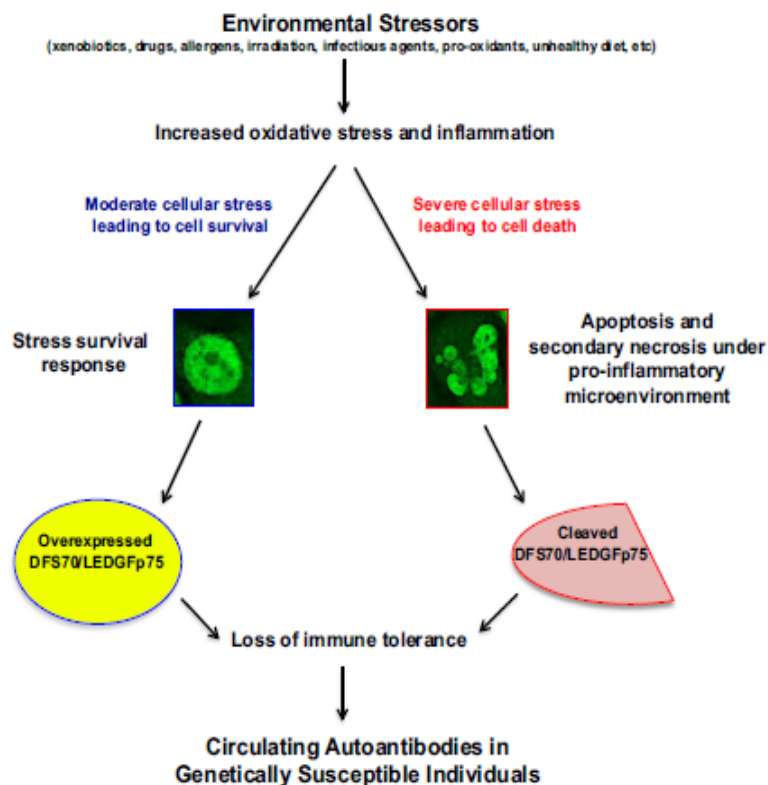 Environmental Stressors
(xenobiotics, drugs, allergens, irradiation, infectious agents, pro-oxidants, unhealthy diet, etc)
Increased oxidative stress and inflammation
Moderate cellular stress
leading to cell survival
Severe cellular stress
leading to cell death
Stress survival
response
Apoptosis and
secondary necrosis under
pro-inflammatory
microenvironment
Overexpressed
DFS70/LEDGFp75
Cleaved
DFS70/LEDGFp75
Loss of immune tolerance
Circulating Autoantibodies in
Genetically Susceptible Individuals